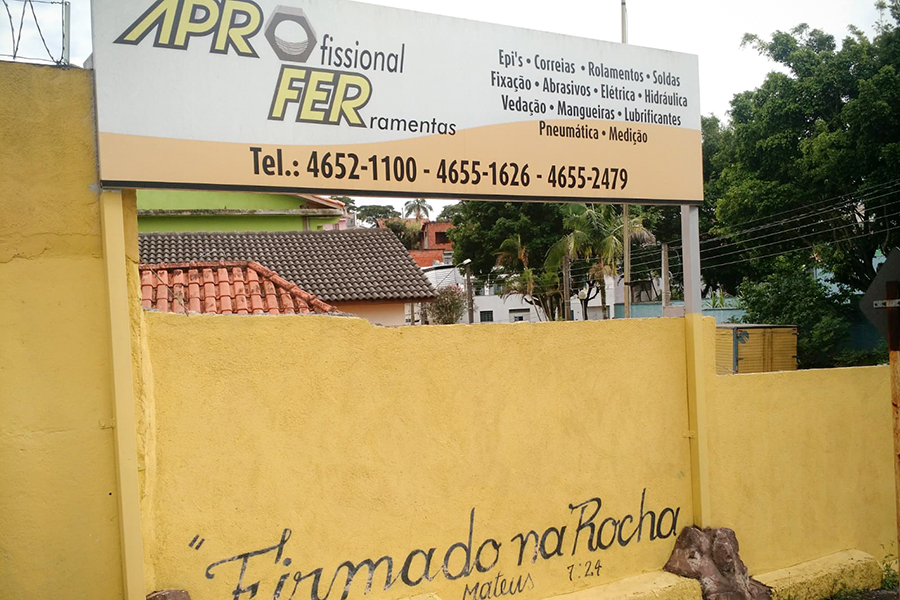 APRO
fissional
FER
ramentas
Epi's • Correias • Rolamentos • Soldas
Fixação • Abrasivos • Elétrica • Hidráulica
Vedação • Mangueiras • Lubrificantes
Pneumática • Medição
Tel.: 4652-1100 - 4655-1626 - 4655-2479
"Firmado na Rocha
Mateus 7:24